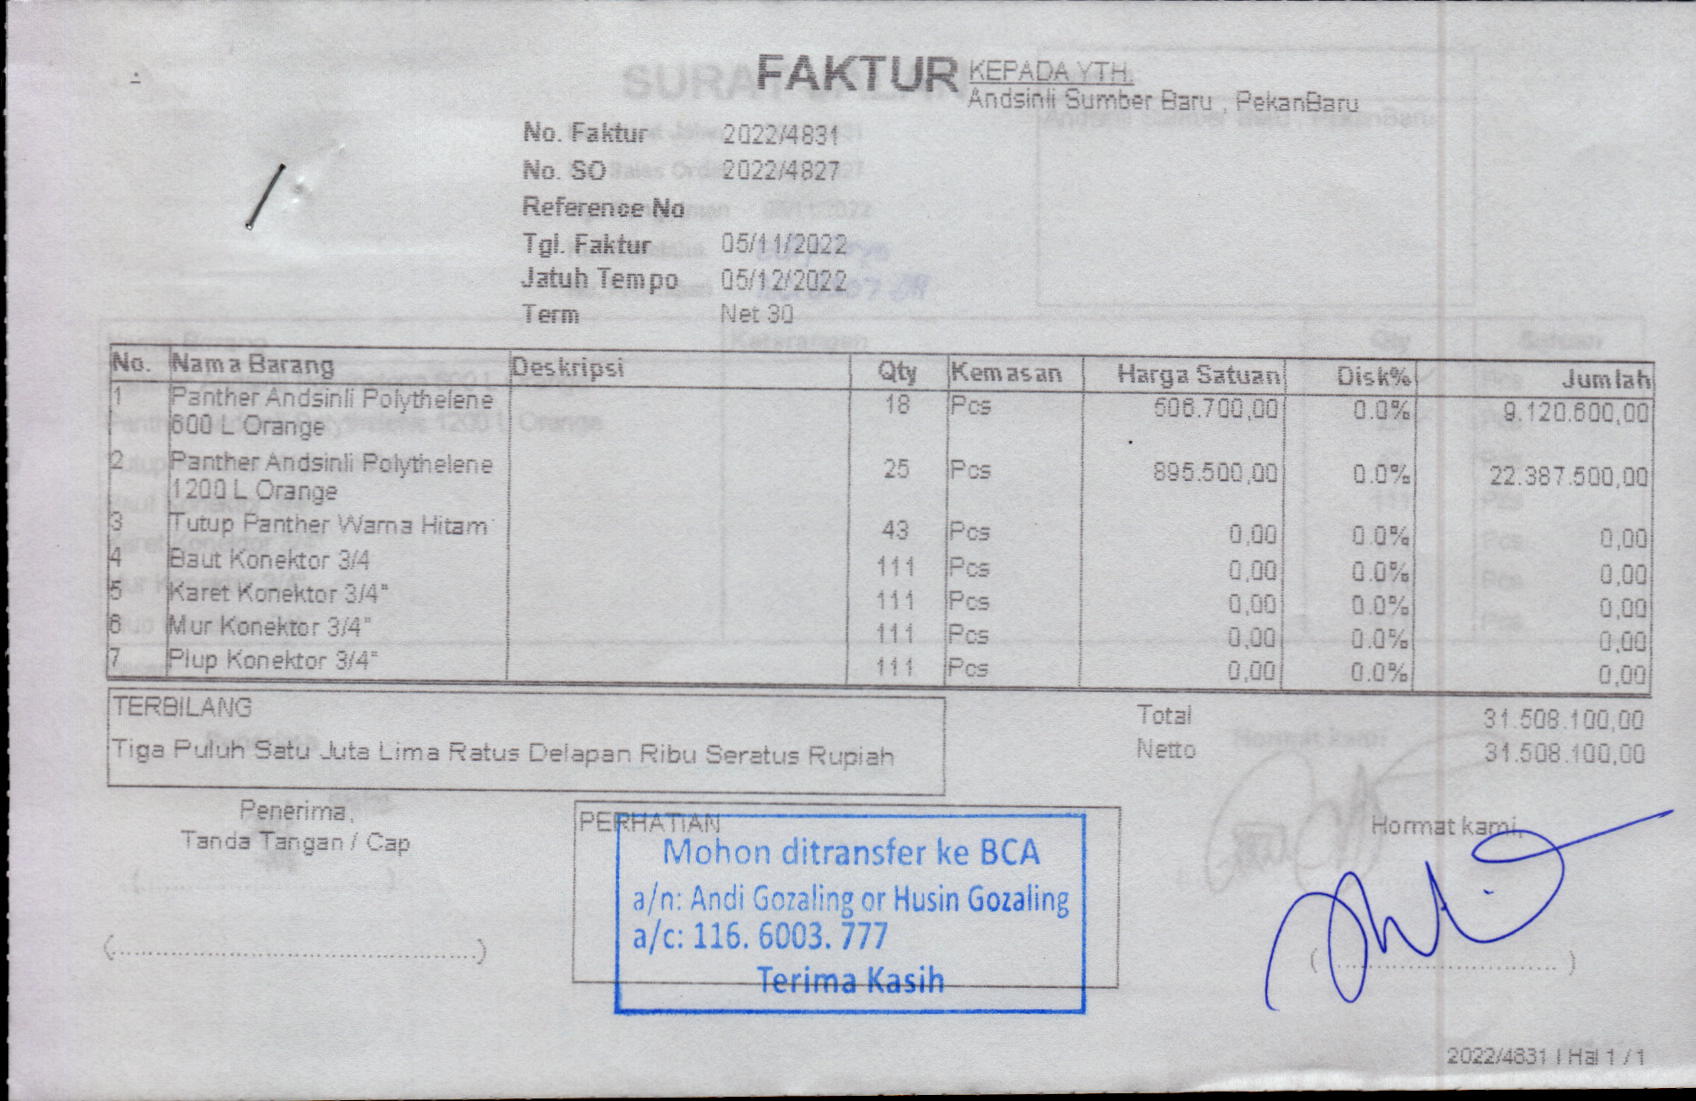 FAKTUR
KEPADA YTH.
Andsinli Sumber Baru , PekanBaru
No. Faktur 2022/4831
No. SO 2022/4827
Reference No
Tgl. Faktur 05/11/2022
Jatuh Tempo 05/12/2022
Term Net 30
No. Nama Barang Deskripsi Qty Kemasan Harga Satuan Disk% Jumlah
1 Panther Andsinli Polythelene 18 Pcs 506.700,00 0.0% 9.120.600,00
600 L Orange
2 Panther Andsinli Polythelene 25 Pcs 895.500,00 0.0% 22.387.500,00
1200 L Orange
3 Tutup Panther Warna Hitam 43 Pcs 0,00 0.0% 0,00
4 Baut Konektor 3/4 111 Pcs 0,00 0.0% 0,00
5 Karet Konektor 3/4" 111 Pcs 0,00 0.0% 0,00
6 Mur Konektor 3/4" 111 Pcs 0,00 0.0% 0,00
7 Plup Konektor 3/4" 111 Pcs 0,00 0.0% 0,00
TERBILANG
Tiga Puluh Satu Juta Lima Ratus Delapan Ribu Seratus Rupiah
Total 31.508.100,00
Netto 31.508.100,00
Penerima,
Tanda Tangan / Cap
(................................................)
PERHATIAN
Mohon ditransfer ke BCA
a/n: Andi Gozaling or Husin Gozaling
a/c: 116. 6003. 777
Terima Kasih
Hormat kami,
( ............................. )
2022/4831 | Hal 1 / 1